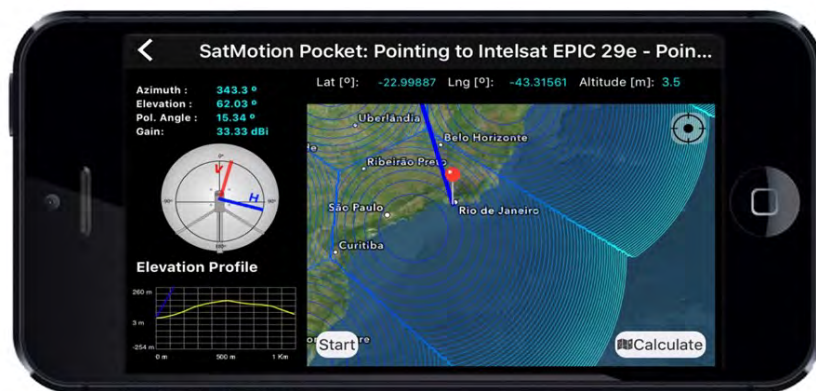 SatMotion Pocket: Pointing to Intelsat EPIC 29e - Poin...
Azimuth : 343.3 º
Elevation : 62.03 º
Pol. Angle : 15.34 º
Gain: 33.33 dBi
Lat [º]: -22.99887 Lng [º]: -43.31561 Altitude [m]: 3.5
0°
V
H
90°
Uberlândia
Belo Horizonte
Ribeirão Preto
São Paulo
Rio de Janeiro
Curitiba
Elevation Profile
260 m
3 m
-254 m
0 m 500 m 1 Km
Start
Calculate